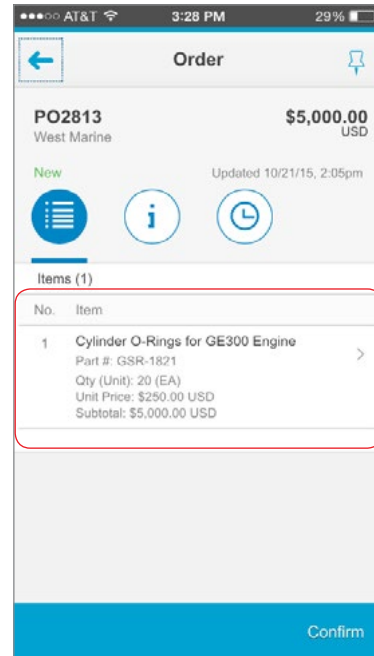 AT&T 3:28 PM 29%
Order
PO2813 $5,000.00
West Marine USD
New Updated 10/21/15, 2:05pm
i
Items (1)
No. Item
1 Cylinder O-Rings for GE300 Engine
Part #: GSR-1821
Qty (Unit): 20 (EA)
Unit Price: $250.00 USD
Subtotal: $5,000.00 USD
Confirm